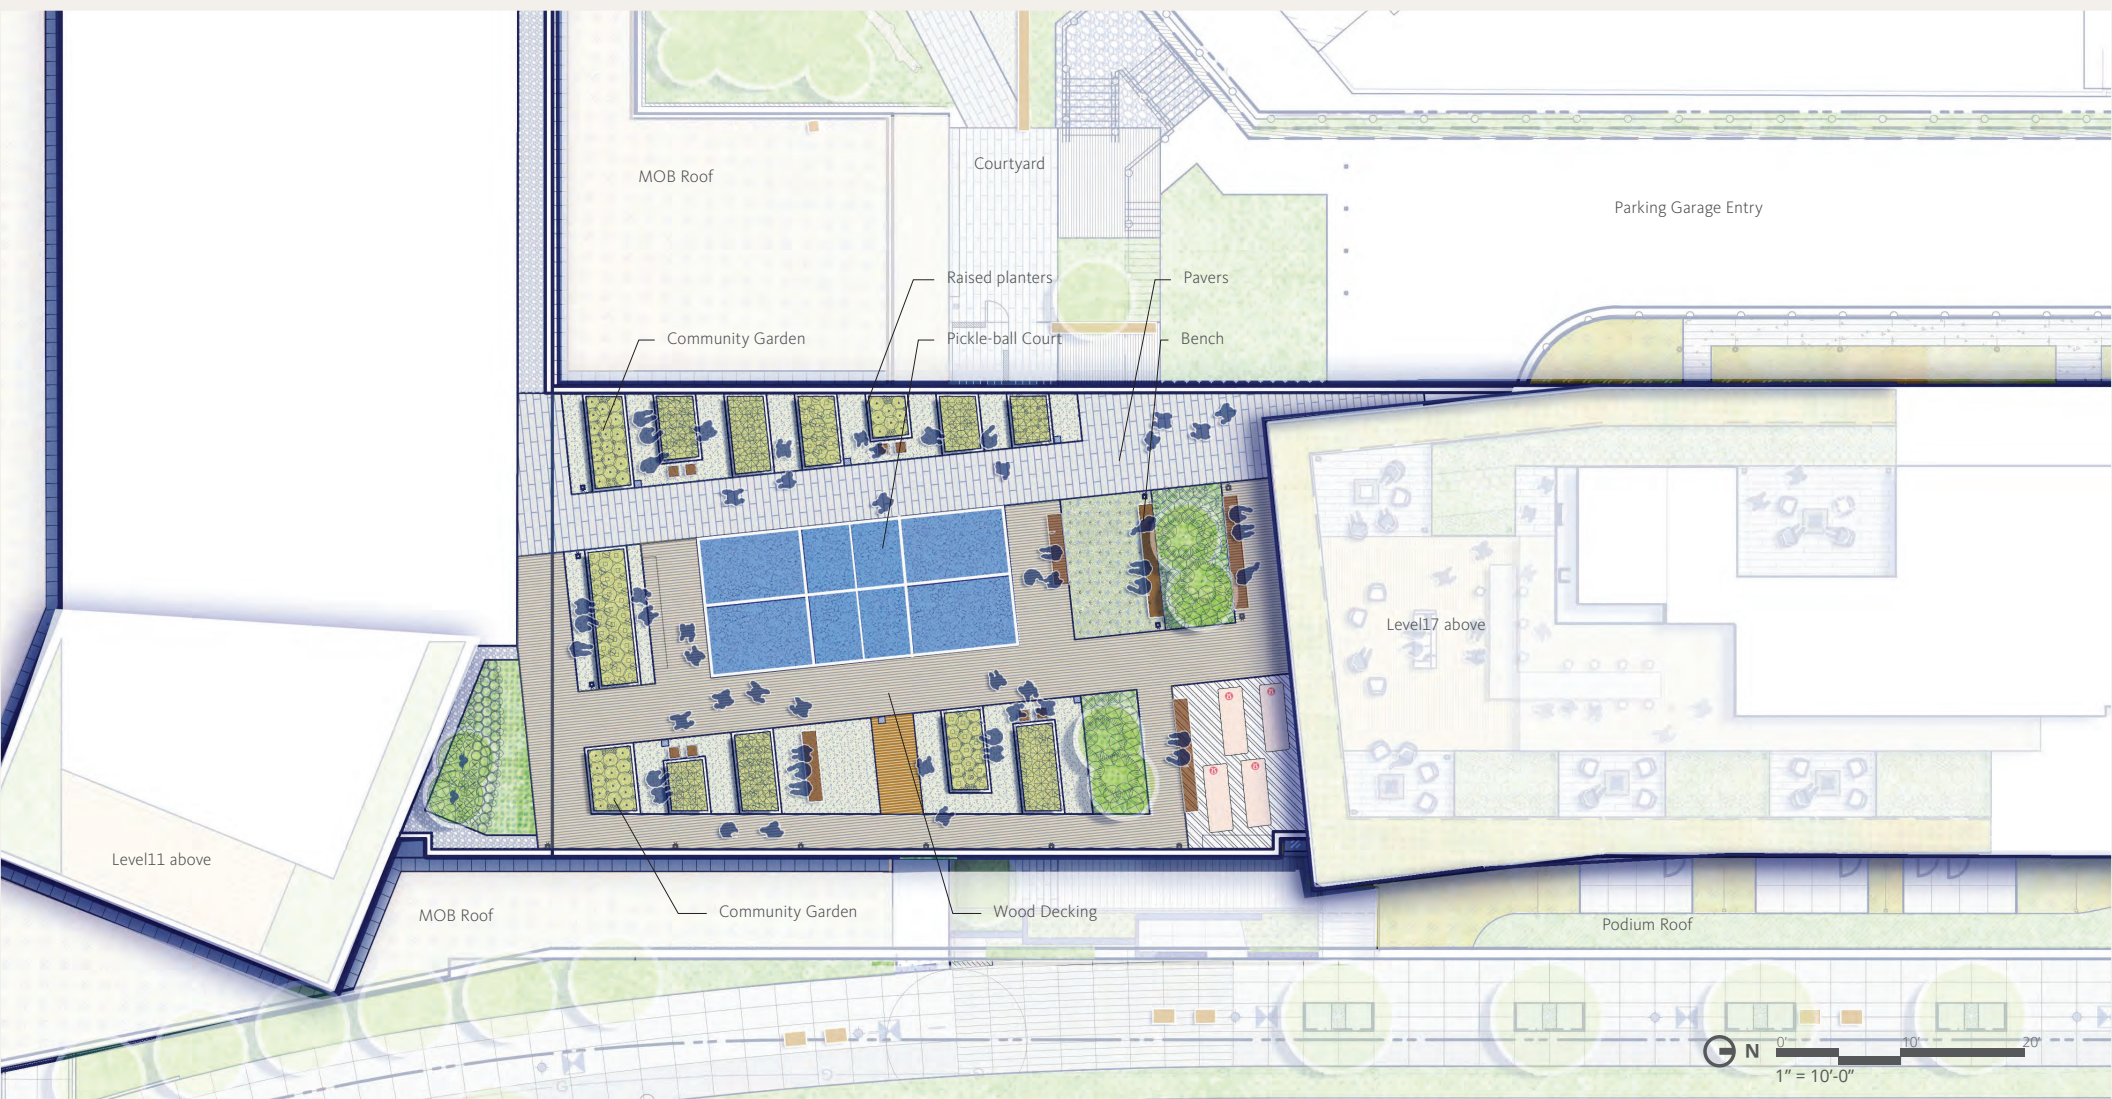 Courtyard
MOB Roof
Parking Garage Entry
Raised planters
Pavers
Community Garden
Pickle-ball Court
Bench
Level17 above
Level11 above
MOB Roof
Community Garden
Wood Decking
Podium Roof
N
0' 10' 20'
1" = 10'-0"